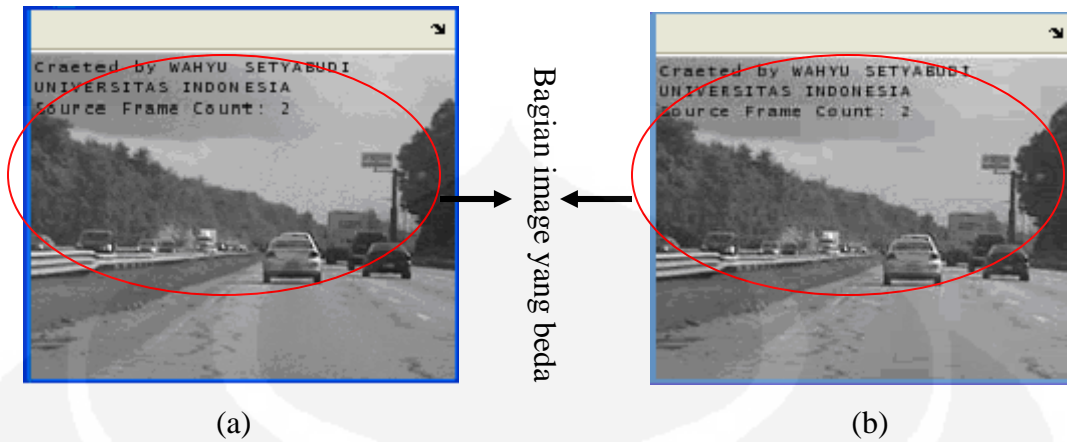 Craeted by WAHYU SETYABUDI
UNIVERSITAS INDONESIA
Source Frame Count: 2
Bagian image yang beda
Craeted by WAHYU SETYABUDI
UNIVERSITAS INDONESIA
Source Frame Count: 2
(a)
(b)